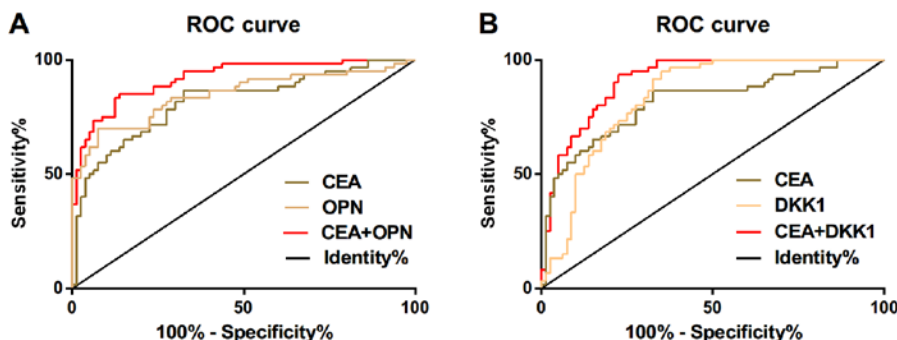 A
ROC curve
100
50
0
0
50
100
Sensitivity%
100% - Specificity%
CEA
OPN
CEA+OPN
Identity%
B
ROC curve
100
50
0
0
50
100
Sensitivity%
100% - Specificity%
CEA
DKK1
CEA+DKK1
Identity%